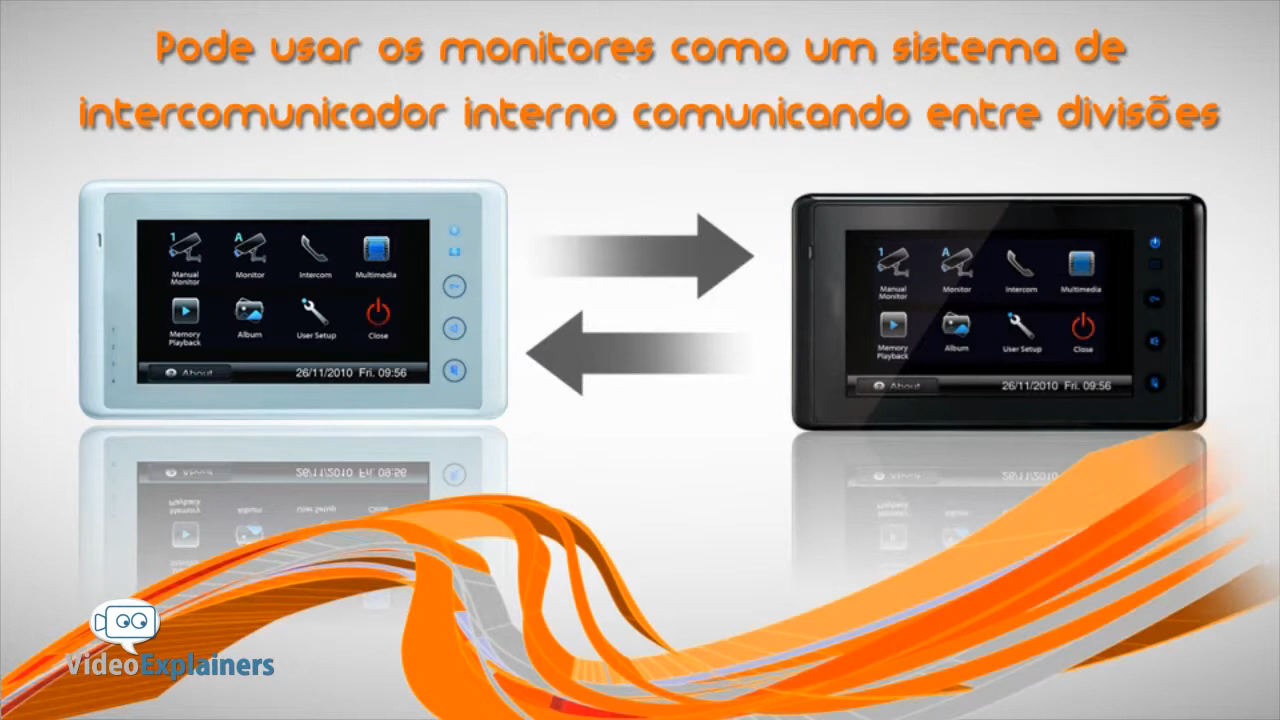 Pode usar os monitores como um sistema de
intercomunicador interno comunicando entre divisões
1 A
Manual Monitor Intercom Multimedia
Monitor
Memory Album User Setup Close
Playback
About 26/11/2010 Fri. 09:56
1 A
Manual Monitor Intercom Multimedia
Monitor
Memory Album User Setup Close
Playback
About 26/11/2010 Fri. 09:56
VideoExplainers